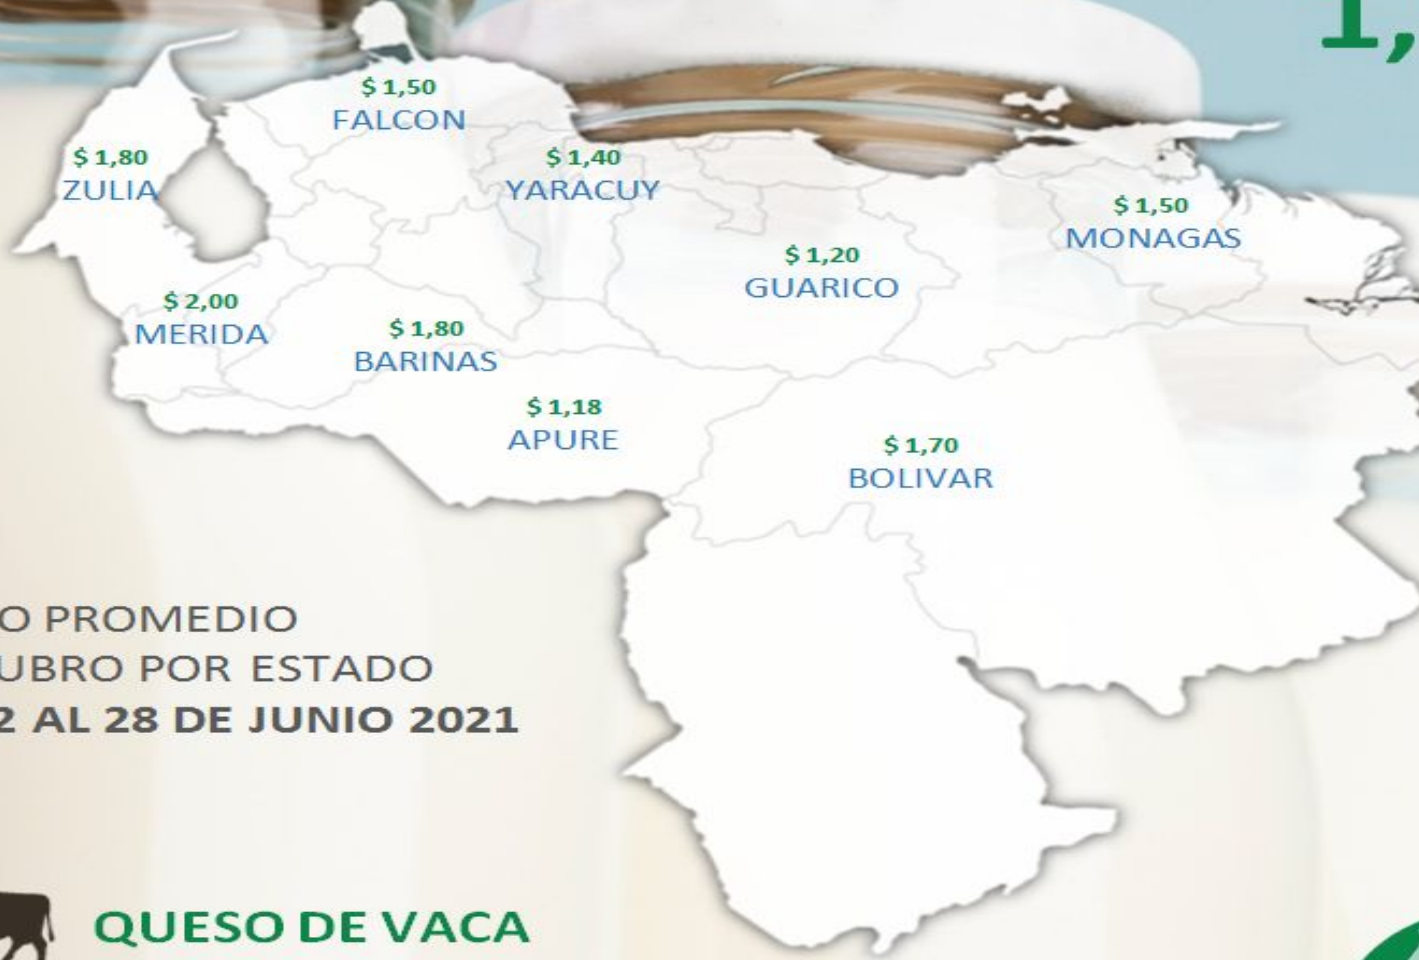 1,
$ 1,50
FALCON
$ 1,80
ZULIA
$ 1,40
YARACUY
$ 1,50
MONAGAS
$ 1,20
GUARICO
$ 2,00
MERIDA
$ 1,80
BARINAS
$ 1,18
APURE
$ 1,70
BOLIVAR
O PROMEDIO
UBRO POR ESTADO
2 AL 28 DE JUNIO 2021
QUESO DE VACA